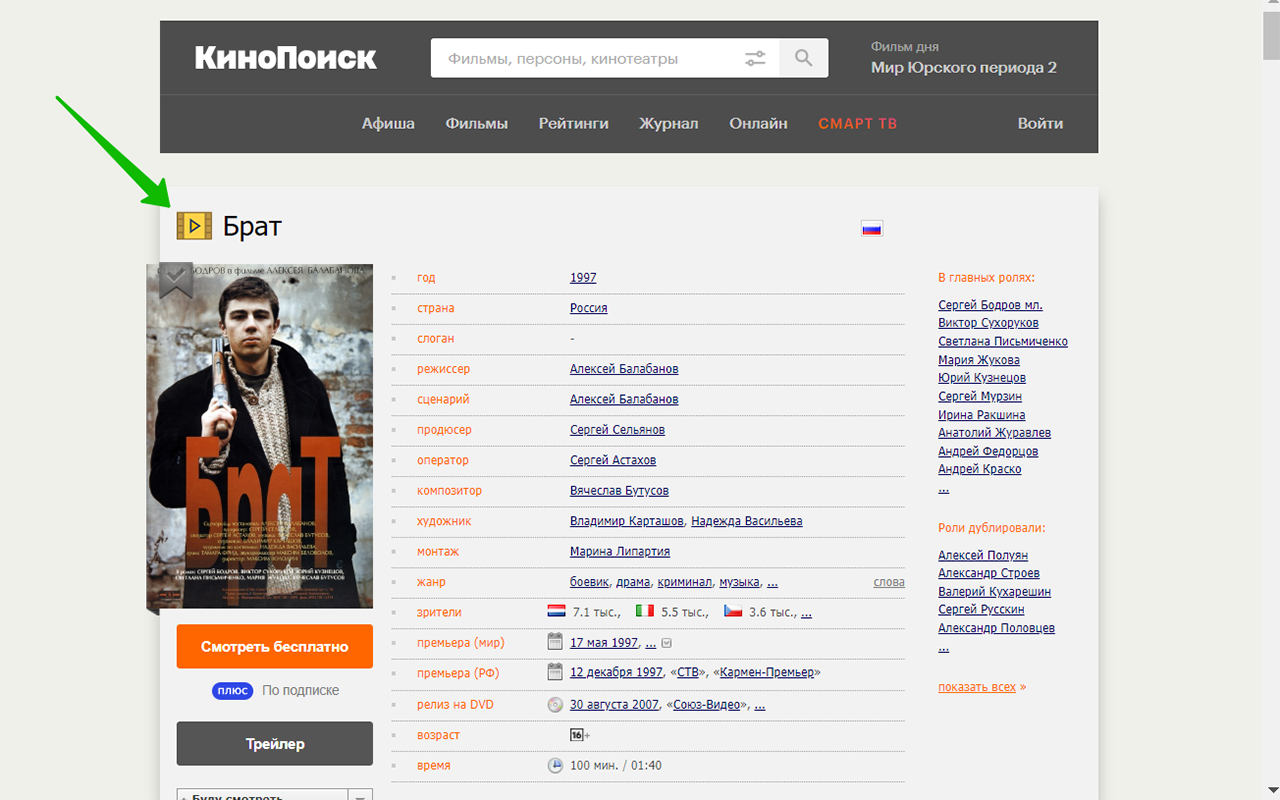 КиноПоиск
Фильмы, персоны, кинотеатры
Фильм дня
Мир Юрского периода 2
Афиша Фильмы Рейтинги Журнал Онлайн СМАРТ ТВ Войти
Брат
БОДРОВ в фильме АЛЕКСЕЯ БАЛАБАНОВА
Брат
год 1997
страна Россия
слоган -
режиссер Алексей Балабанов
сценарий Алексей Балабанов
продюсер Сергей Сельянов
оператор Сергей Астахов
композитор Вячеслав Бутусов
художник Владимир Карташов, Надежда Васильева
монтаж Марина Липартия
жанр боевик, драма, криминал, музыка, ... слова
зрители 7.1 тыс., 5.5 тыс., 3.6 тыс., ...
премьера (мир) 17 мая 1997, ...
премьера (РФ) 12 декабря 1997, «СТВ», «Кармен-Премьер»
релиз на DVD 30 августа 2007, «Союз-Видео», ...
возраст 16+
время 100 мин. / 01:40
В главных ролях:
Сергей Бодров мл.
Виктор Сухоруков
Светлана Письмиченко
Мария Жукова
Юрий Кузнецов
Сергей Мурзин
Ирина Ракшина
Анатолий Журавлев
Андрей Федорцов
Андрей Краско
...
Роли дублировали:
Алексей Полуян
Александр Строев
Валерий Кухарешин
Сергей Русскин
Александр Половцев
...
показать всех »
Смотреть бесплатно
плюс По подписке
Трейлер
Буду смотреть